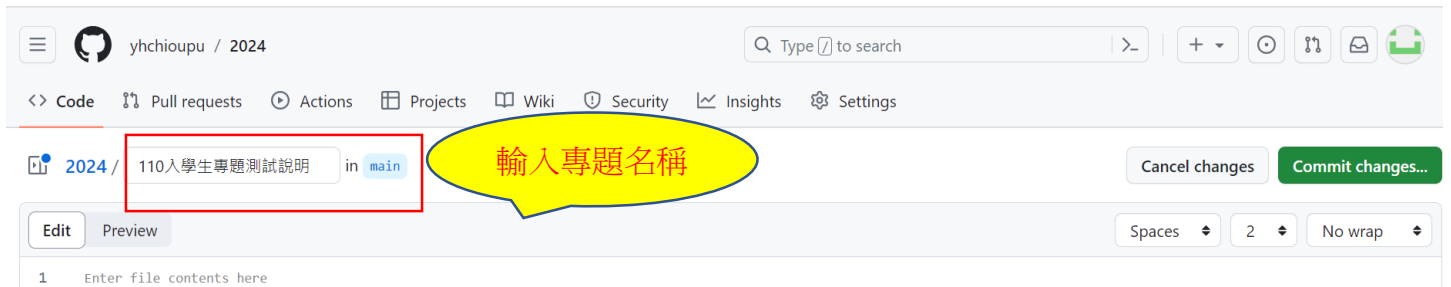 yhchioupu / 2024
Type / to search
Code Pull requests Actions Projects Wiki Security Insights Settings
2024 / 110入學生專題測試說明 in main
輸入專題名稱
Cancel changes Commit changes...
Edit Preview
Spaces 2 No wrap
1 Enter file contents here